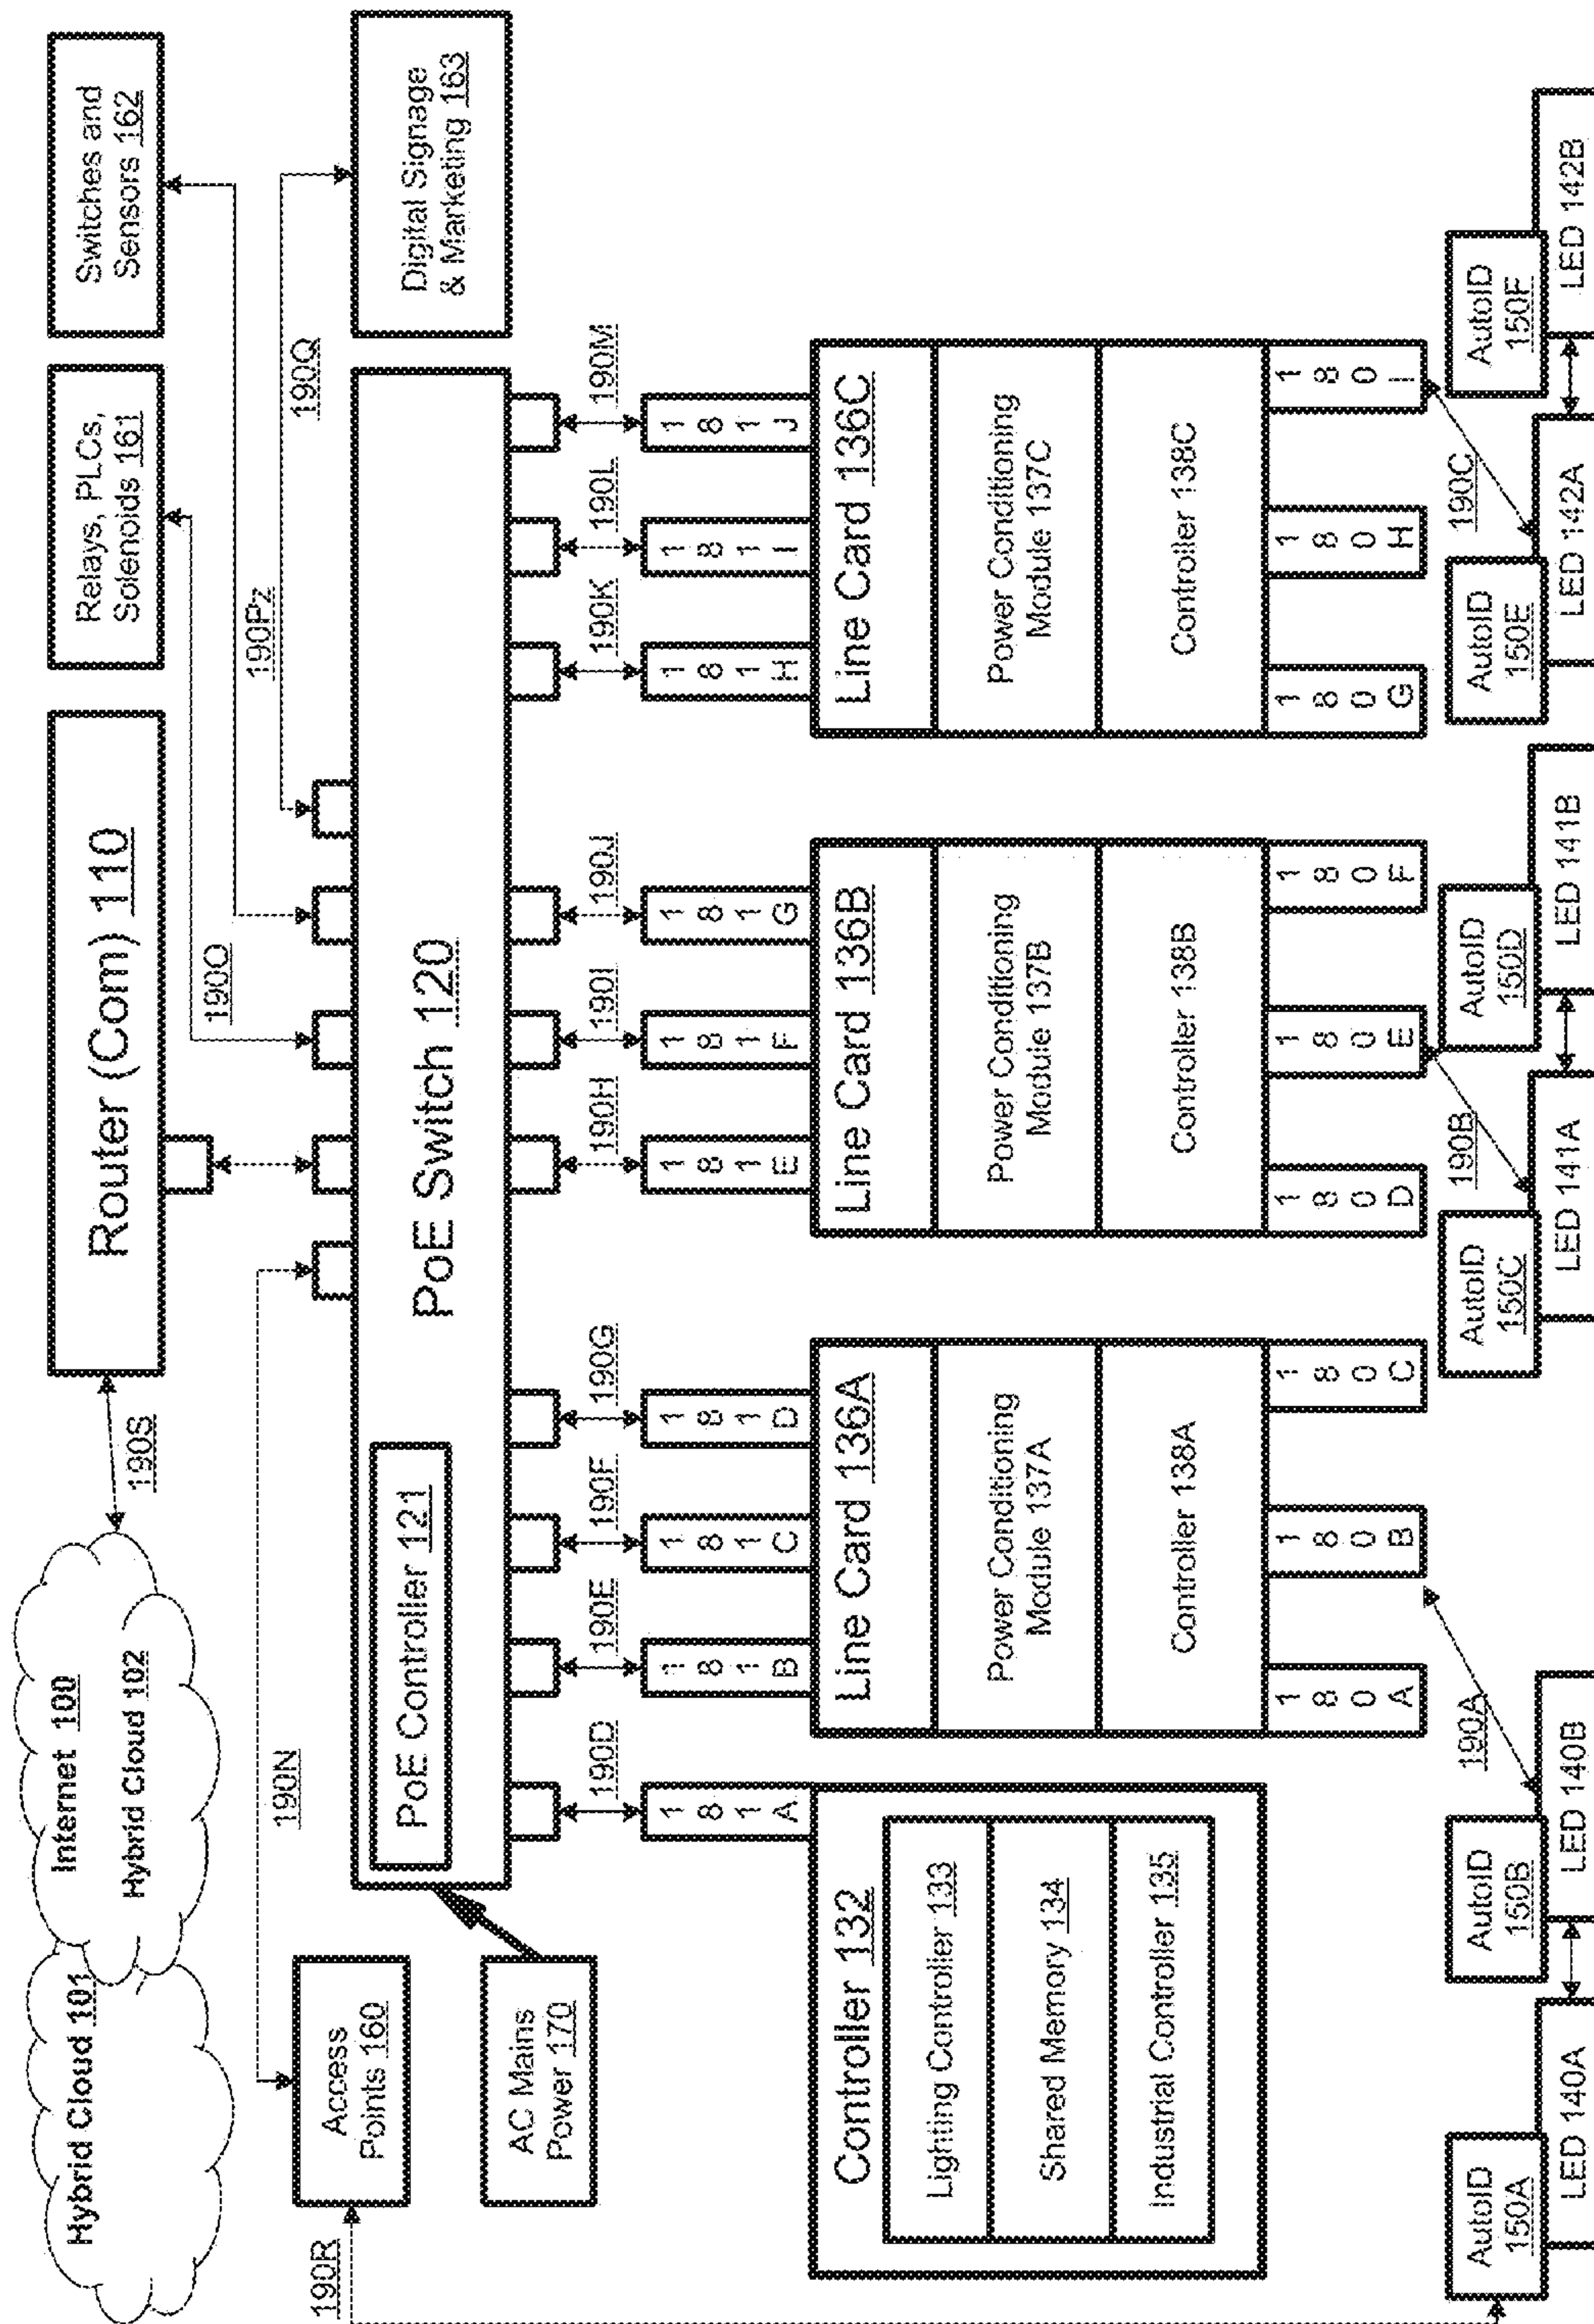 Hybrid Cloud 101
Internet 100
Hybrid Cloud 102
190S
Router (Com) 110
Relays, PLCs,
Solenoids 161
Switches and
Sensors 162
190R
Access
Points 160
190N
190O
190Pz
190Q
AC Mains
Power 170
PoE Controller 121
PoE Switch 120
Digital Signage
& Marketing 163
190D
190E
190F
190G
190H
190I
190J
190K
190L
190M
181A
181B
181C
181D
181E
181F
181G
181H
181I
181J
Controller 132
Lighting Controller 133
Shared Memory 134
Industrial Controller 135
Line Card 136A
Power Conditioning
Module 137A
Controller 138A
180A
180B
180C
Line Card 136B
Power Conditioning
Module 137B
Controller 138B
180D
180E
180F
Line Card 136C
Power Conditioning
Module 137C
Controller 138C
180G
180H
180I
190A
190B
190C
AutoID
150A
AutoID
150B
AutoID
150C
AutoID
150D
AutoID
150E
AutoID
150F
LED 140A
LED 140B
LED 141A
LED 141B
LED 142A
LED 142B